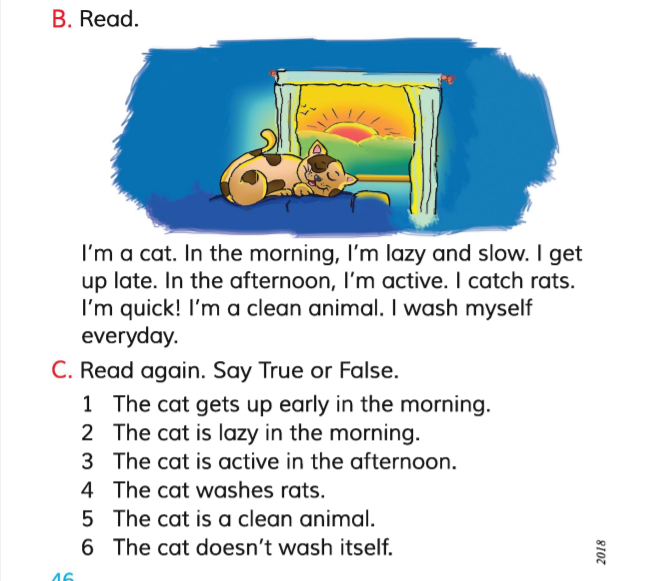 B. Read.
I'm a cat. In the morning, I'm lazy and slow. I get
up late. In the afternoon, I'm active. I catch rats.
I'm quick! I'm a clean animal. I wash myself
everyday.
C. Read again. Say True or False.
1 The cat gets up early in the morning.
2 The cat is lazy in the morning.
3 The cat is active in the afternoon.
4 The cat washes rats.
5 The cat is a clean animal.
6 The cat doesn't wash itself.
2018
46